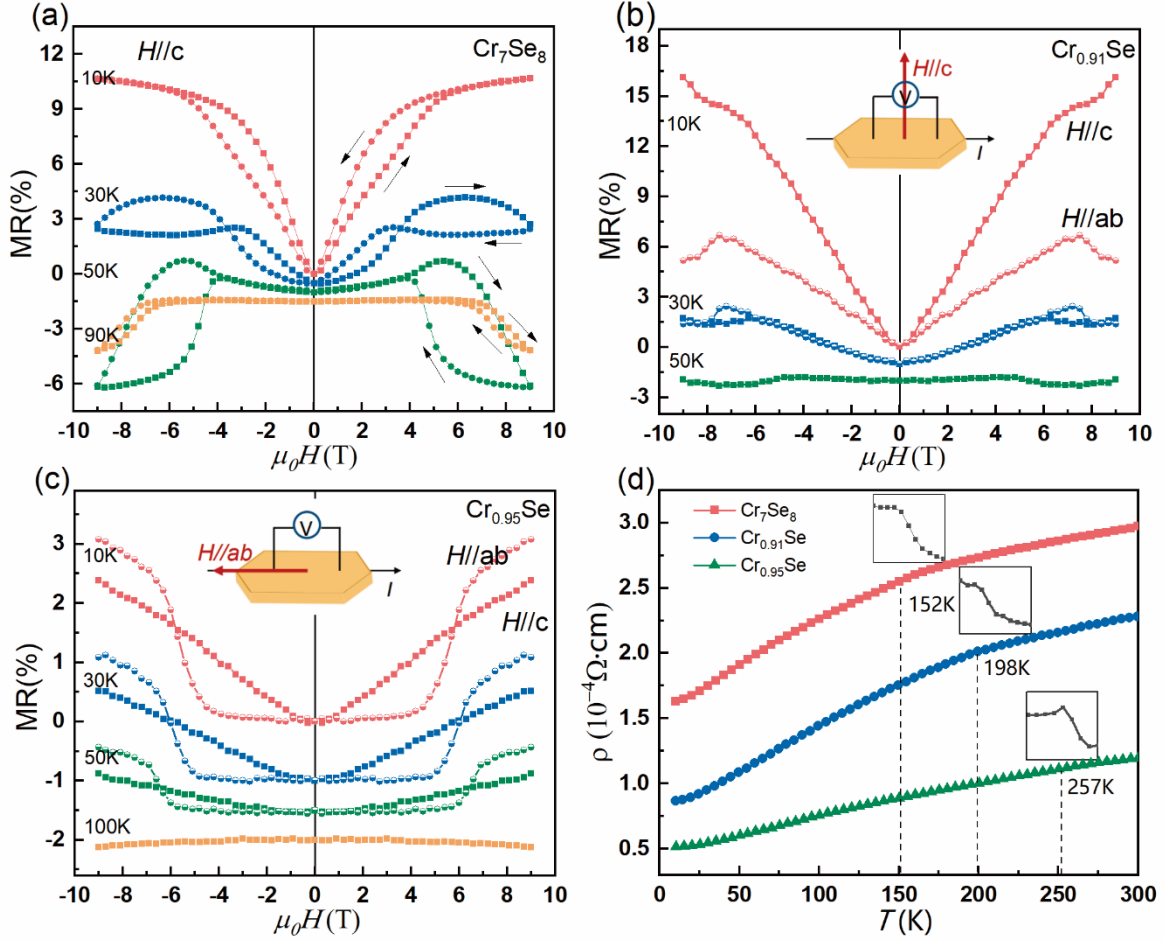 (a)
H//c
Cr7Se8
10K
30K
50K
90K
12
9
6
3
0
-3
-6
MR(%)
-10 -8 -6 -4 -2 0 2 4 6 8 10
μ0H(T)
(b)
Cr0.91Se
H//c
V
I
10K
H//c
H//ab
30K
50K
18
15
12
9
6
3
0
-3
MR(%)
-10 -8 -6 -4 -2 0 2 4 6 8 10
μ0H(T)
(c)
Cr0.95Se
V
H//ab
I
10K
H//ab
H//c
30K
50K
100K
3
2
1
0
-1
-2
MR(%)
-10 -8 -6 -4 -2 0 2 4 6 8 10
μ0H(T)
(d)
Cr7Se8
Cr0.91Se
Cr0.95Se
152K
198K
257K
3.0
2.5
2.0
1.5
1.0
0.5
ρ (10⁻⁴Ω·cm)
0 50 100 150 200 250 300
T(K)